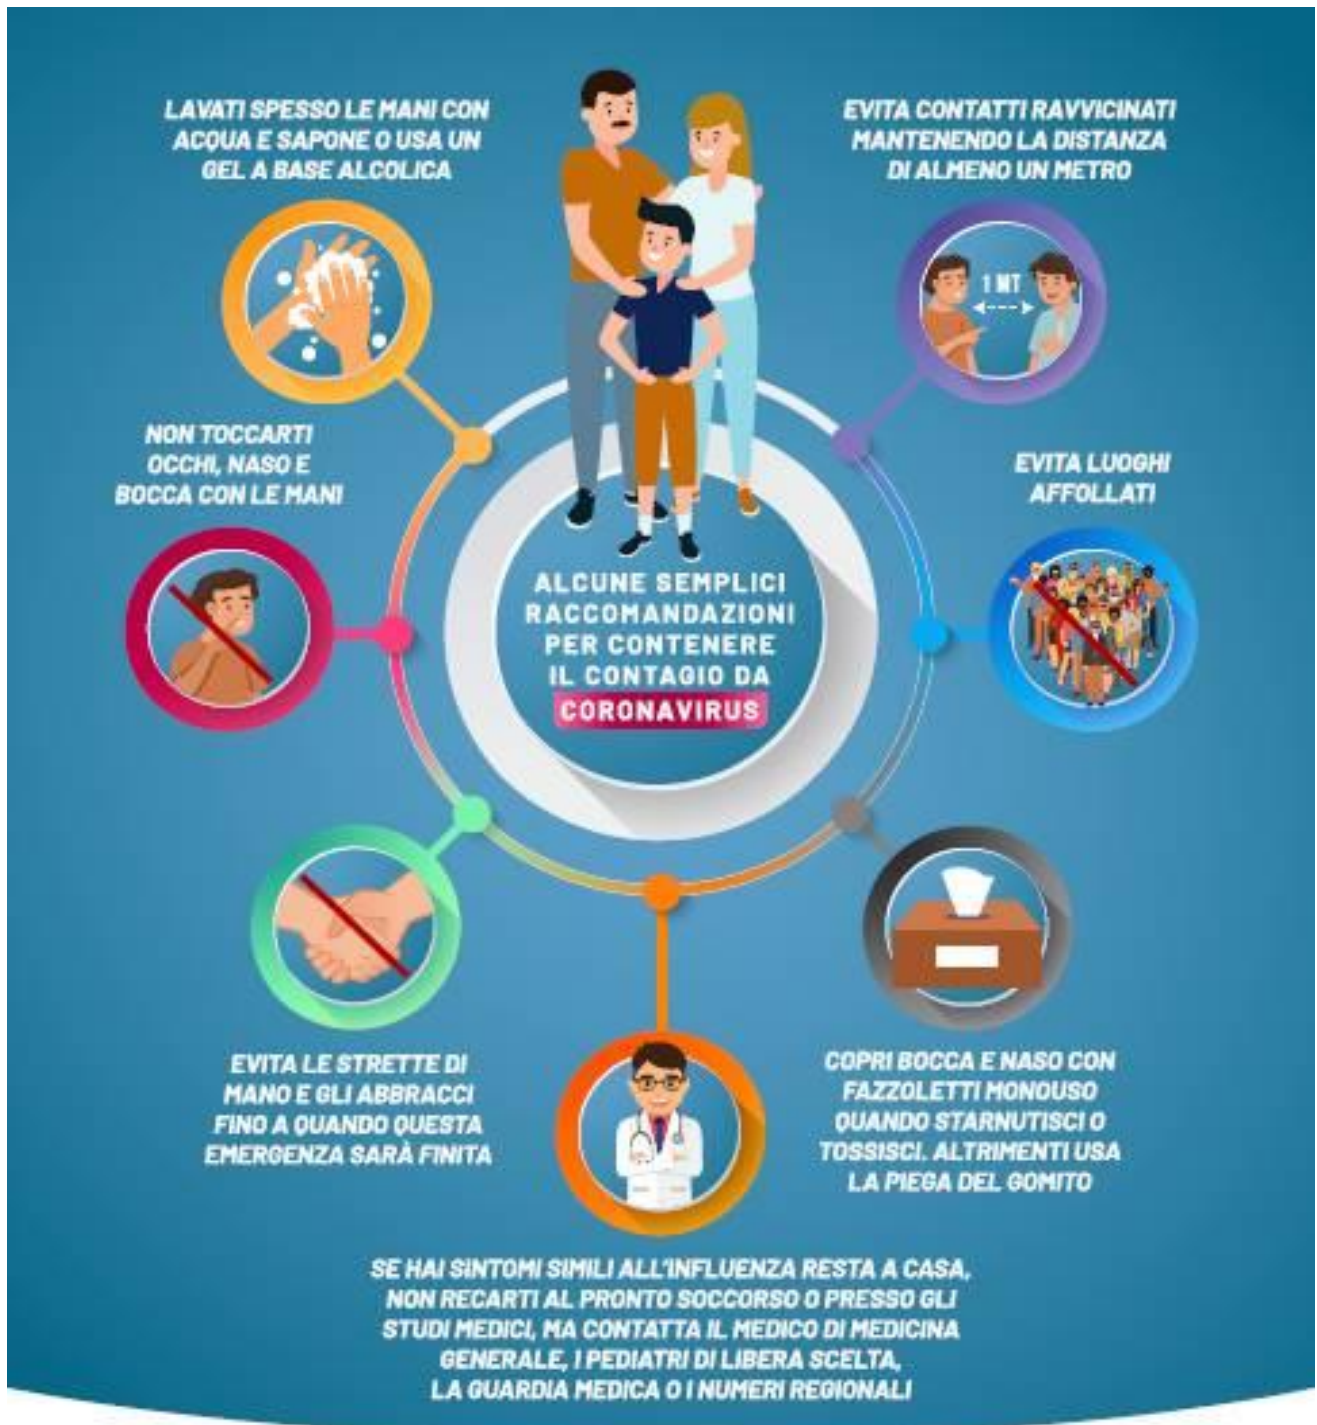 LAVATI SPESSO LE MANI CON
ACQUA E SAPONE O USA UN
GEL A BASE ALCOLICA
EVITA CONTATTI RAVVICINATI
MANTENENDO LA DISTANZA
DI ALMENO UN METRO
1 MT
NON TOCCARTI
OCCHI, NASO E
BOCCA CON LE MANI
EVITA LUOGHI
AFFOLLATI
ALCUNE SEMPLICI
RACCOMANDAZIONI
PER CONTENERE
IL CONTAGIO DA
CORONAVIRUS
EVITA LE STRETTE DI
MANO E GLI ABBRACCI
FINO A QUANDO QUESTA
EMERGENZA SARÀ FINITA
COPRI BOCCA E NASO CON
FAZZOLETTI MONOUSO
QUANDO STARNUTISCI O
TOSSISCI. ALTRIMENTI USA
LA PIEGA DEL GOMITO
SE HAI SINTOMI SIMILI ALL'INFLUENZA RESTA A CASA,
NON RECARTI AL PRONTO SOCCORSO O PRESSO GLI
STUDI MEDICI, MA CONTATTA IL MEDICO DI MEDICINA
GENERALE, I PEDIATRI DI LIBERA SCELTA,
LA GUARDIA MEDICA O I NUMERI REGIONALI